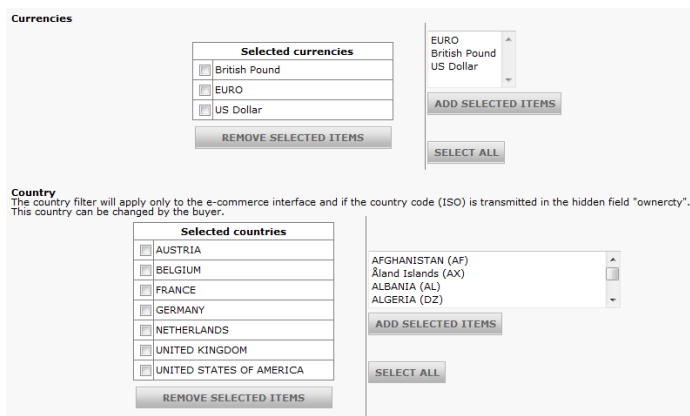 Currencies
Selected currencies
British Pound
EURO
US Dollar
REMOVE SELECTED ITEMS
EURO
British Pound
US Dollar
ADD SELECTED ITEMS
SELECT ALL
Country
The country filter will apply only to the e-commerce interface and if the country code (ISO) is transmitted in the hidden field "ownercty".
This country can be changed by the buyer.
Selected countries
AUSTRIA
BELGIUM
FRANCE
GERMANY
NETHERLANDS
UNITED KINGDOM
UNITED STATES OF AMERICA
REMOVE SELECTED ITEMS
AFGHANISTAN (AF)
Åland Islands (AX)
ALBANIA (AL)
ALGERIA (DZ)
ADD SELECTED ITEMS
SELECT ALL